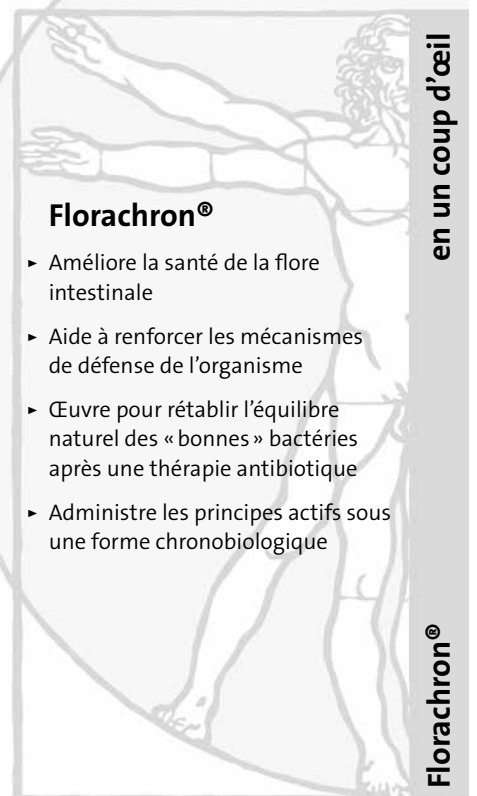 Florachron®
► Améliore la santé de la flore
intestinale
► Aide à renforcer les mécanismes
de défense de l’organisme
► Œuvre pour rétablir l’équilibre
naturel des « bonnes » bactéries
après une thérapie antibiotique
► Administre les principes actifs sous
une forme chronobiologique
Florachron®
en un coup d’œil